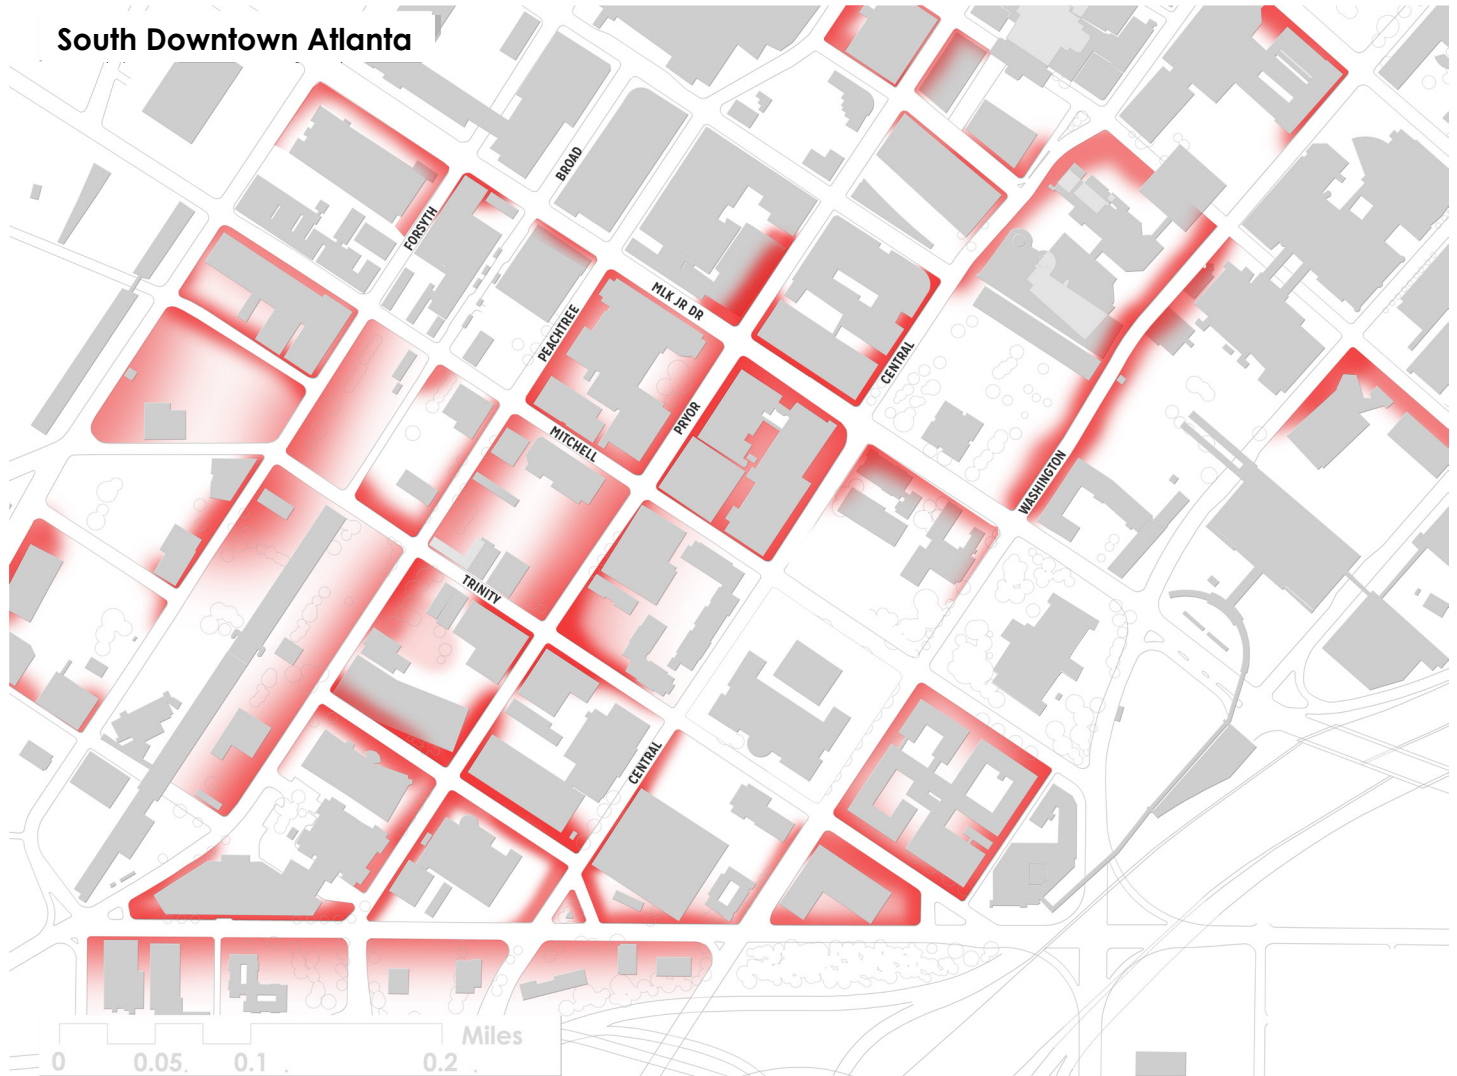 South Downtown Atlanta
BROAD
FORSYTH
MLK JR DR
PEACHTREE
CENTRAL
PRYOR
MITCHELL
WASHINGTON
TRINITY
CENTRAL
Miles
0 0.05 0.1 0.2